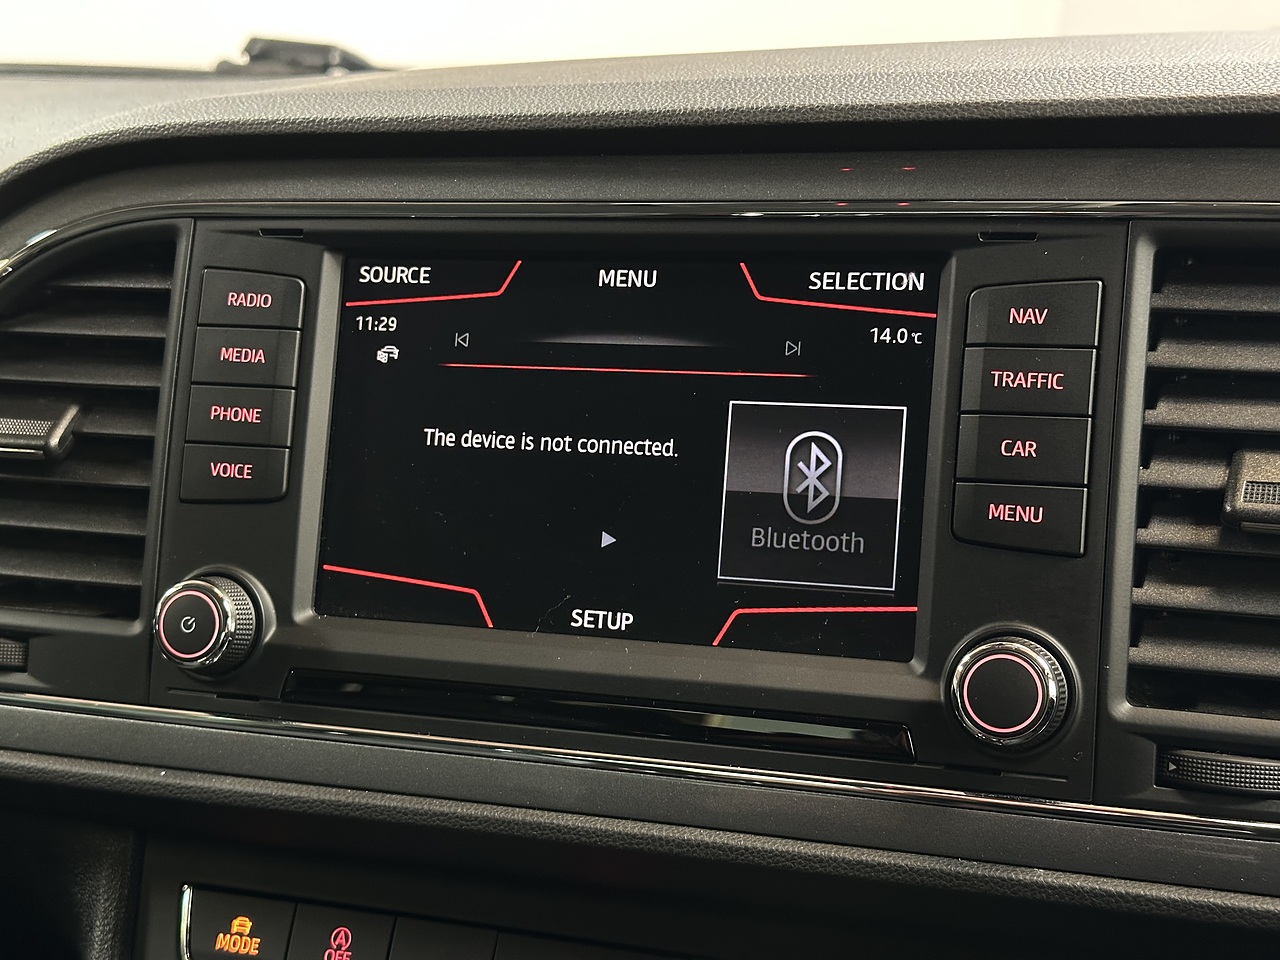 SOURCE
MENU
SELECTION
11:29
14.0°C
The device is not connected.
Bluetooth
SETUP
RADIO
MEDIA
PHONE
VOICE
NAV
TRAFFIC
CAR
MENU
MODE
A
OFF